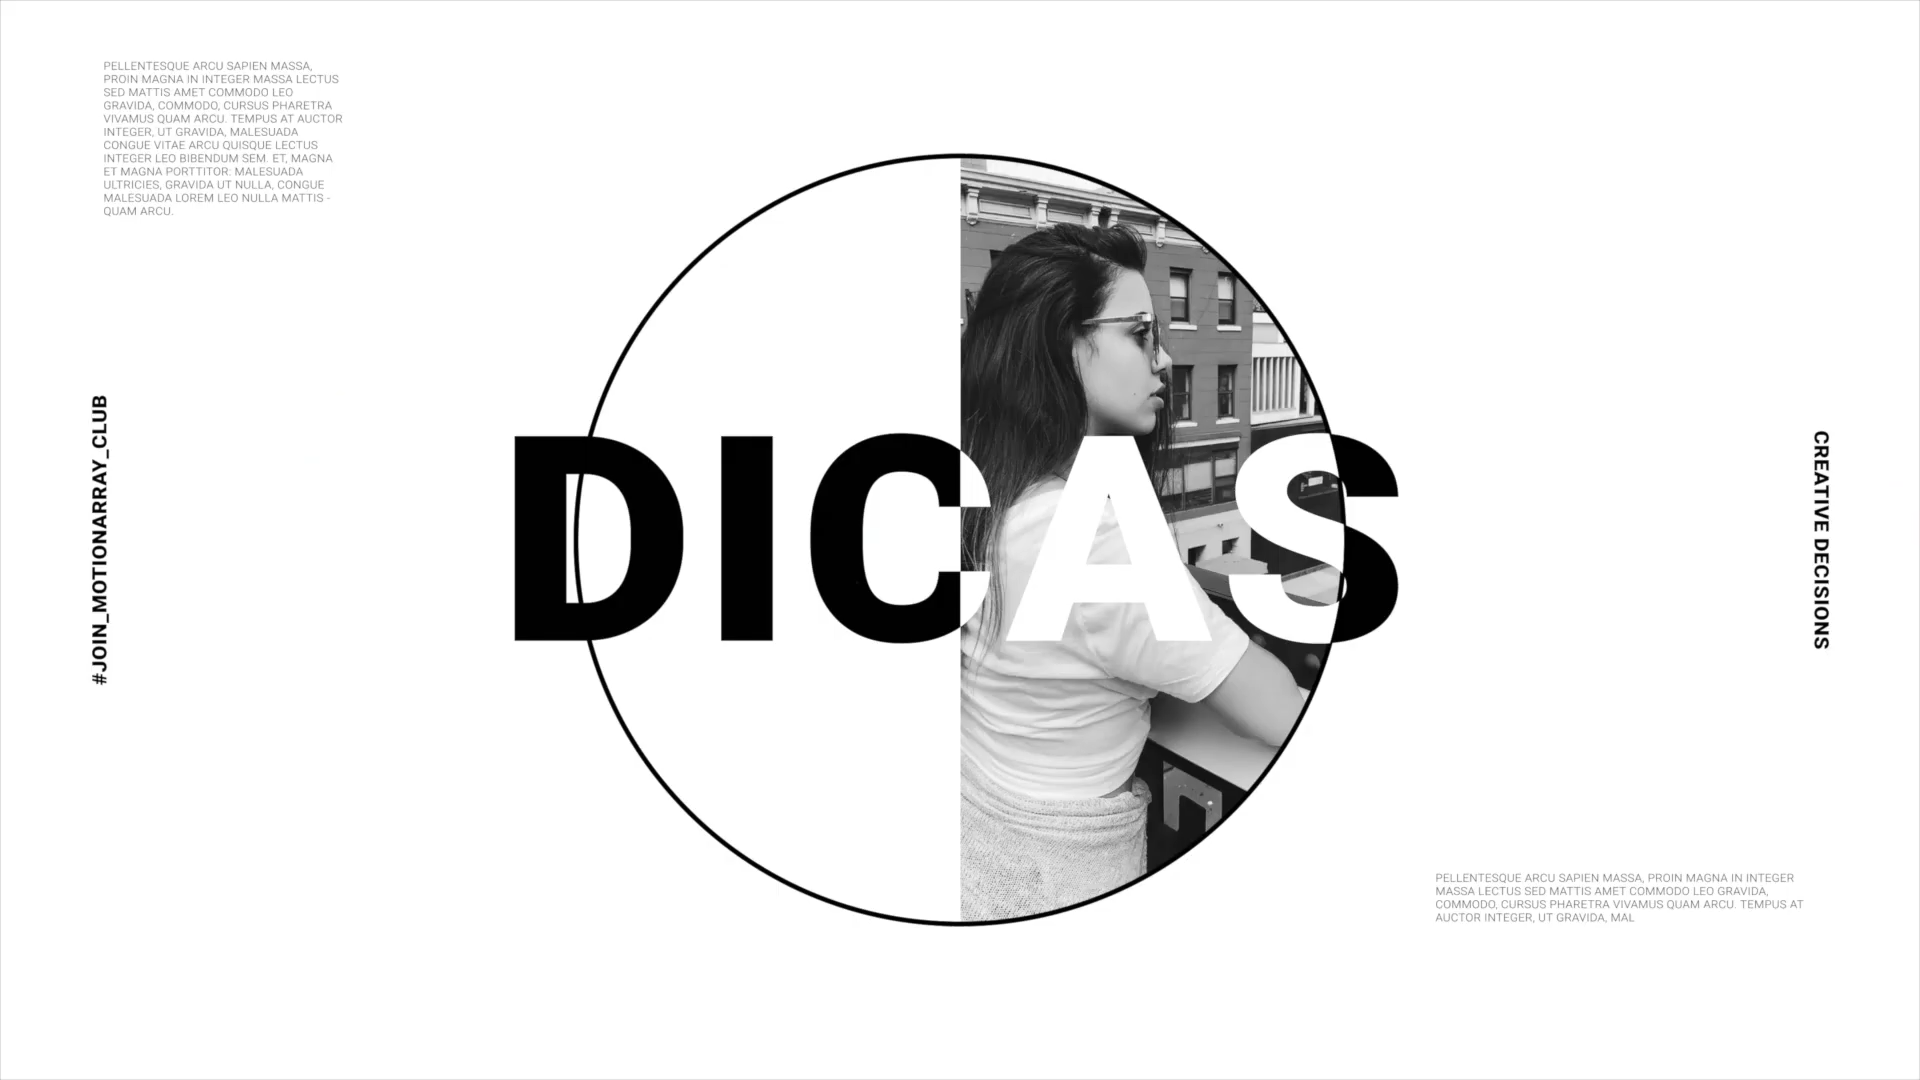 PELLENTESQUE ARCU SAPIEN MASSA,
PROIN MAGNA IN INTEGER MASSA LECTUS
SED MATTIS AMET COMMODO LEO
GRAVIDA, COMMODO, CURSUS PHARETRA
VIVAMUS QUAM ARCU. TEMPUS AT AUCTOR
INTEGER, UT GRAVIDA, MALESUADA
CONGUE VITAE ARCU QUISQUE LECTUS
INTEGER LEO BIBENDUM SEM. ET, MAGNA
ET MAGNA PORTTITOR. MALESUADA
ULTRICIES, GRAVIDA UT NULLA, CONGUE
MALESUADA LOREM LEO NULLA MATTIS -
QUAM ARCU.
#JOIN_MOTIONARRAY_CLUB
DICAS
CREATIVE DECISIONS
PELLENTESQUE ARCU SAPIEN MASSA, PROIN MAGNA IN INTEGER
MASSA LECTUS SED MATTIS AMET COMMODO LEO GRAVIDA,
COMMODO, CURSUS PHARETRA VIVAMUS QUAM ARCU. TEMPUS AT
AUCTOR INTEGER, UT GRAVIDA, MAL